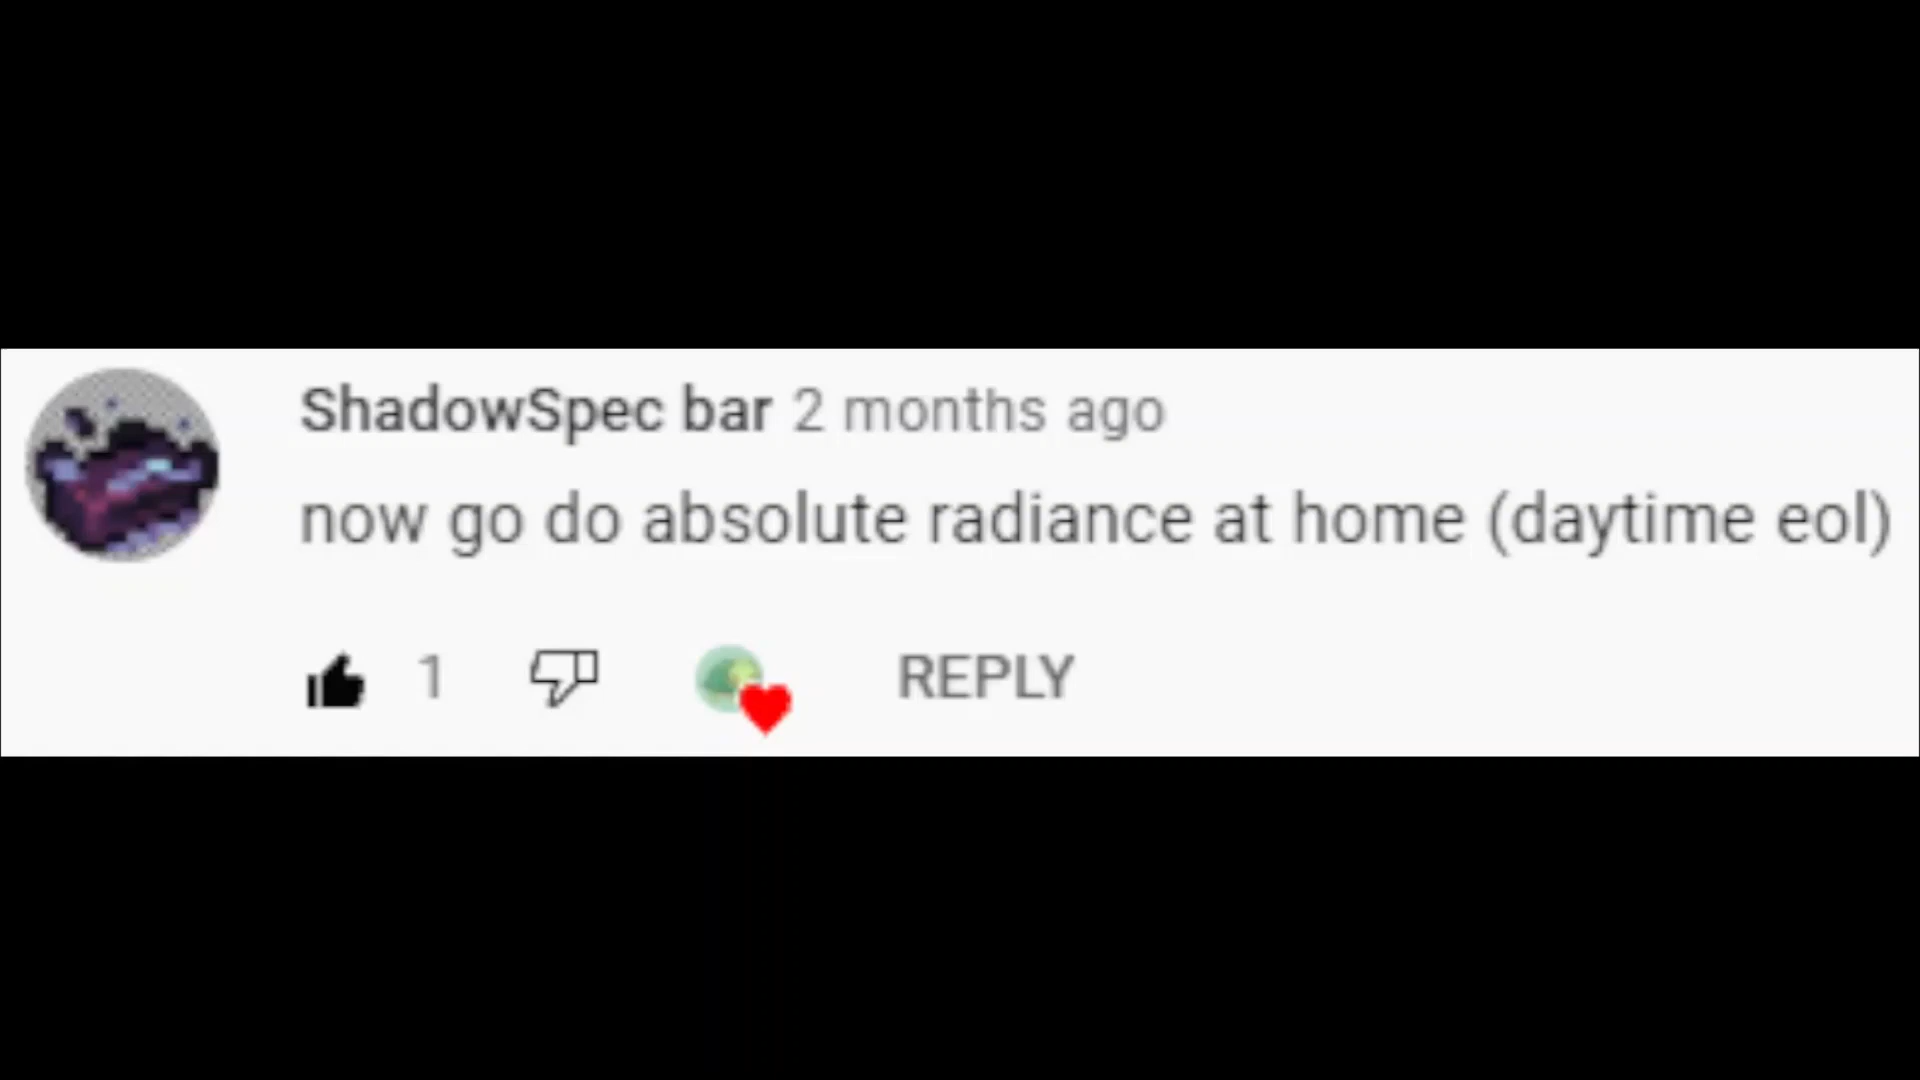 ShadowSpec bar 2 months ago
now go do absolute radiance at home (daytime eol)
1 REPLY